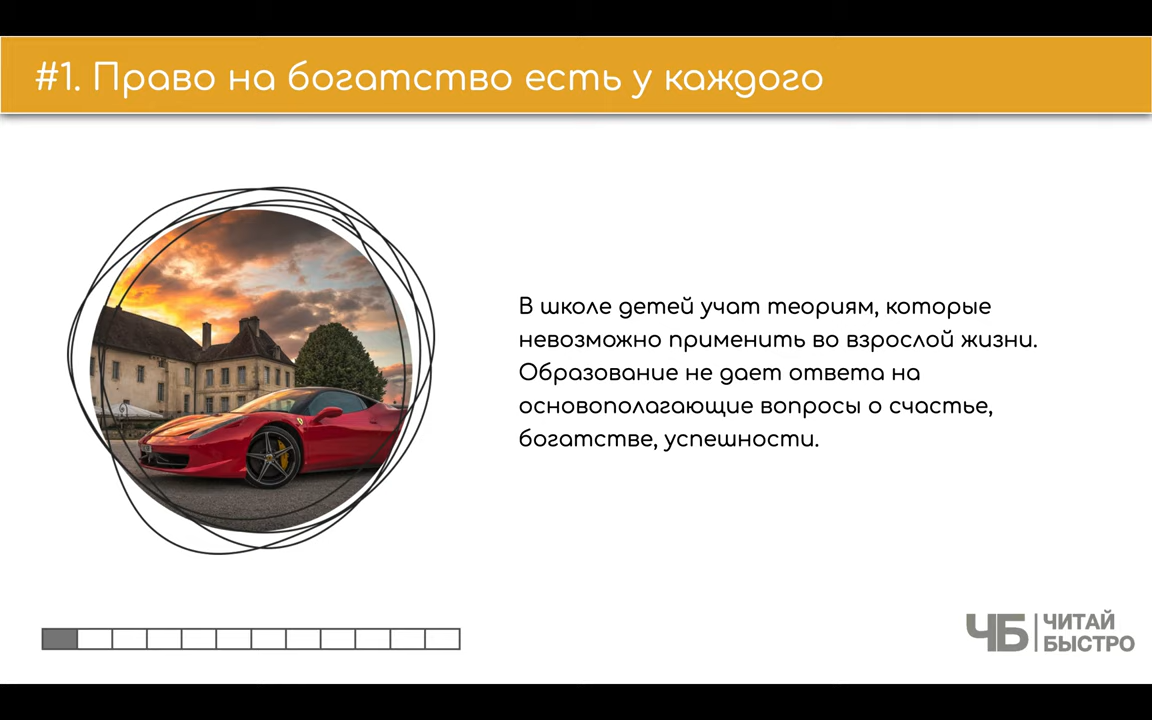 #1. Право на богатство есть у каждого
В школе детей учат теориям, которые
невозможно применить во взрослой жизни.
Образование не дает ответа на
основополагающие вопросы о счастье,
богатстве, успешности.
ЧБ
ЧИТАЙ
БЫСТРО